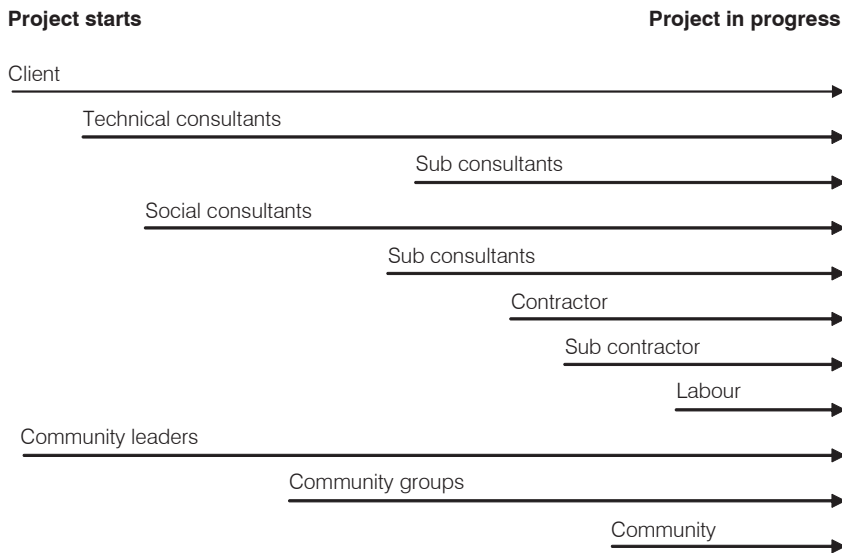 Project starts Project in progress
Client
Technical consultants
Sub consultants
Social consultants
Sub consultants
Contractor
Sub contractor
Labour
Community leaders
Community groups
Community